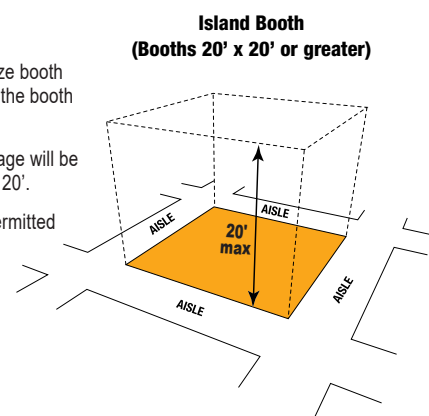 Island Booth
(Booths 20’ x 20’ or greater)
ze booth
the booth
age will be
20’.
ermitted
AISLE
AISLE
20'
max
AISLE
AISLE